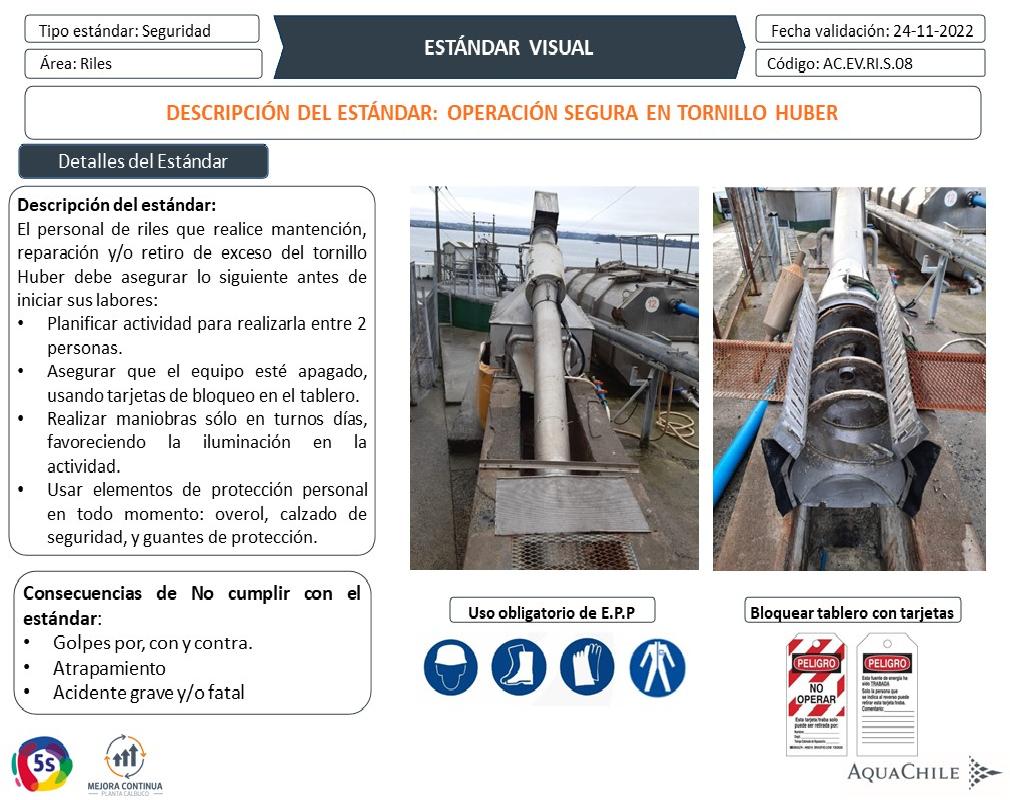 Tipo estándar: Seguridad
Área: Riles
ESTÁNDAR VISUAL
Fecha validación: 24-11-2022
Código: AC.EV.RI.S.08
DESCRIPCIÓN DEL ESTÁNDAR: OPERACIÓN SEGURA EN TORNILLO HUBER
Detalles del Estándar
Descripción del estándar:
El personal de riles que realice mantención,
reparación y/o retiro de exceso del tornillo
Huber debe asegurar lo siguiente antes de
iniciar sus labores:
• Planificar actividad para realizarla entre 2
personas.
• Asegurar que el equipo esté apagado,
usando tarjetas de bloqueo en el tablero.
• Realizar maniobras sólo en turnos días,
favoreciendo la iluminación en la
actividad.
• Usar elementos de protección personal
en todo momento: overol, calzado de
seguridad, y guantes de protección.
Consecuencias de No cumplir con el
estándar:
• Golpes por, con y contra.
• Atrapamiento
• Acidente grave y/o fatal
12
Uso obligatorio de E.P.P
Bloquear tablero con tarjetas
PELIGRO
NO
OPERAR
Esta tarjeta traba solo
puede ser retirada por:
PELIGRO
Esta fuente de energía ha
sido TRABADA
Solo la persona que
se indica al reverso puede
retirar esta tarjeta/traba.
Comentario:
5S
MEJORA CONTINUA
PLANTA CALBUCO
AQUACHILE